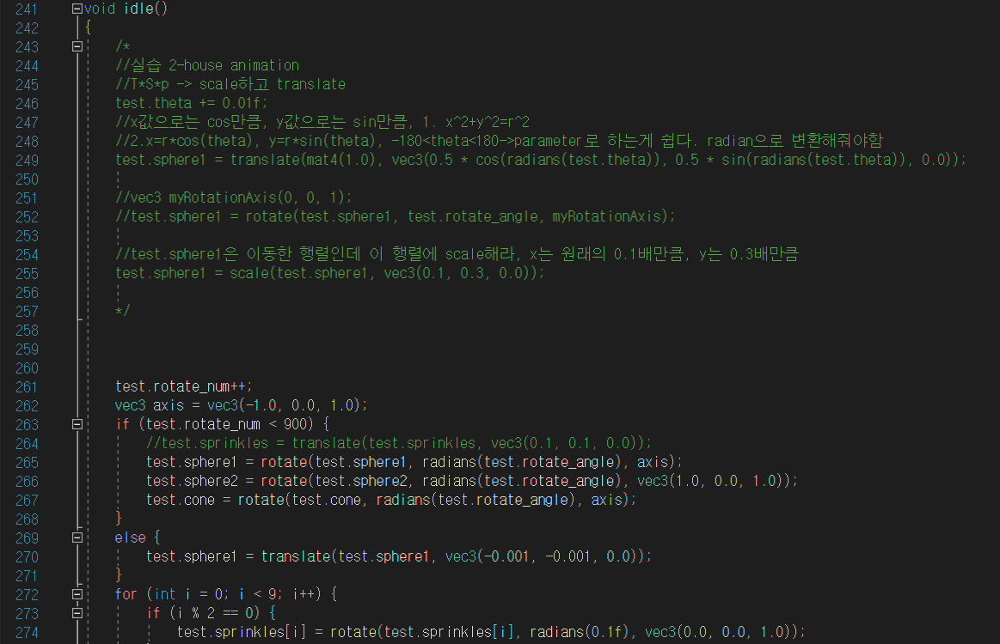 241 void idle()
242 {
243 /*
244 //실습 2-house animation
245 //T*S*p -> scale하고 translate
246 test.theta += 0.01f;
247 //x값으로는 cos만큼, y값으로는 sin만큼, 1. x^2+y^2=r^2
248 //2.x=r*cos(theta), y=r*sin(theta), -180<theta<180->parameter로 하는게 쉽다. radian으로 변환해줘야함
249 test.sphere1 = translate(mat4(1.0), vec3(0.5 * cos(radians(test.theta)), 0.5 * sin(radians(test.theta)), 0.0));
250
251 //vec3 myRotationAxis(0, 0, 1);
252 //test.sphere1 = rotate(test.sphere1, test.rotate_angle, myRotationAxis);
253
254 //test.sphere1은 이동한 행렬인데 이 행렬에 scale해라, x는 원래의 0.1배만큼, y는 0.3배만큼
255 test.sphere1 = scale(test.sphere1, vec3(0.1, 0.3, 0.0));
256
257 */
258
259
260
261 test.rotate_num++;
262 vec3 axis = vec3(-1.0, 0.0, 1.0);
263 if (test.rotate_num < 900) {
264 //test.sprinkles = translate(test.sprinkles, vec3(0.1, 0.1, 0.0));
265 test.sphere1 = rotate(test.sphere1, radians(test.rotate_angle), axis);
266 test.sphere2 = rotate(test.sphere2, radians(test.rotate_angle), vec3(1.0, 0.0, 1.0));
267 test.cone = rotate(test.cone, radians(test.rotate_angle), axis);
268 }
269 else {
270 test.sphere1 = translate(test.sphere1, vec3(-0.001, -0.001, 0.0));
271 }
272 for (int i = 0; i < 9; i++) {
273 if (i % 2 == 0) {
274 test.sprinkles[i] = rotate(test.sprinkles[i], radians(0.1f), vec3(0.0, 0.0, 1.0));